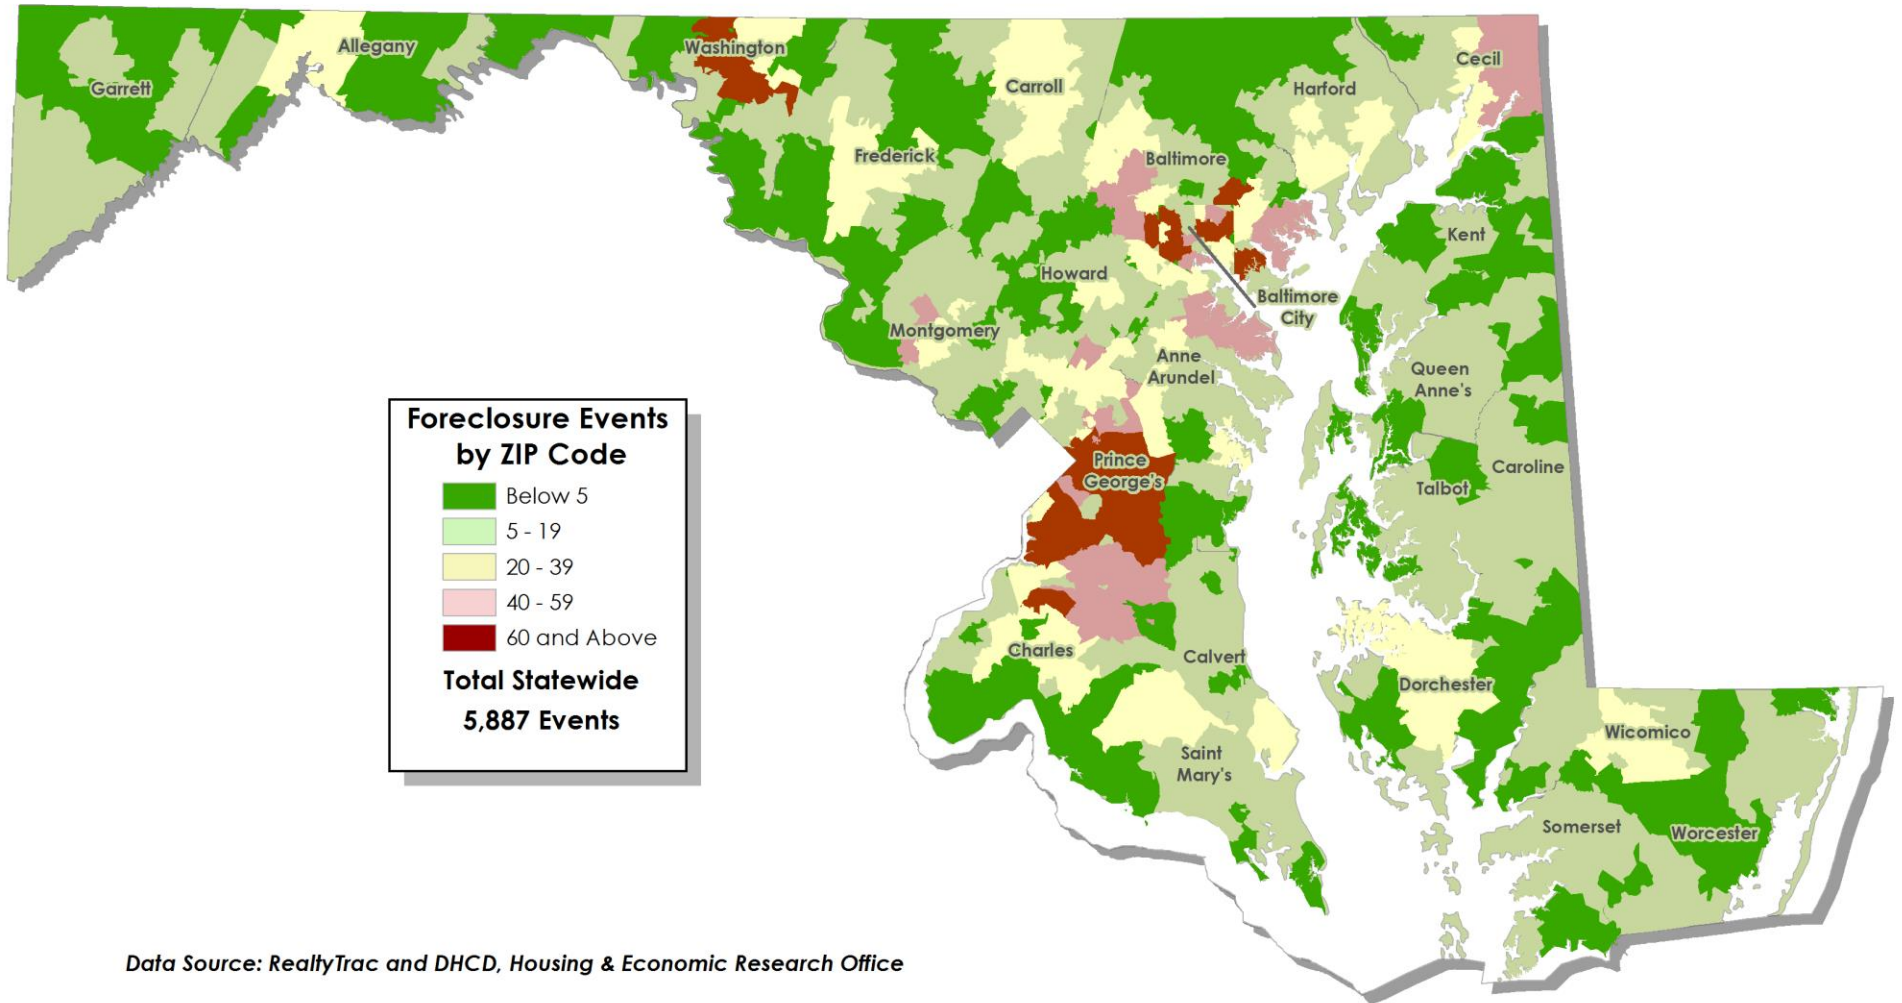 Allegany
Washington
Garrett
Carroll
Harford
Cecil
Frederick
Baltimore
Kent
Howard
Baltimore
City
Montgomery
Anne
Arundel
Queen
Anne's
Foreclosure Events
by ZIP Code
Below 5
5 - 19
20 - 39
40 - 59
60 and Above
Total Statewide
5,887 Events
Prince
George's
Caroline
Talbot
Charles
Calvert
Dorchester
Saint
Mary's
Wicomico
Somerset
Worcester
Data Source: RealtyTrac and DHCD, Housing & Economic Research Office